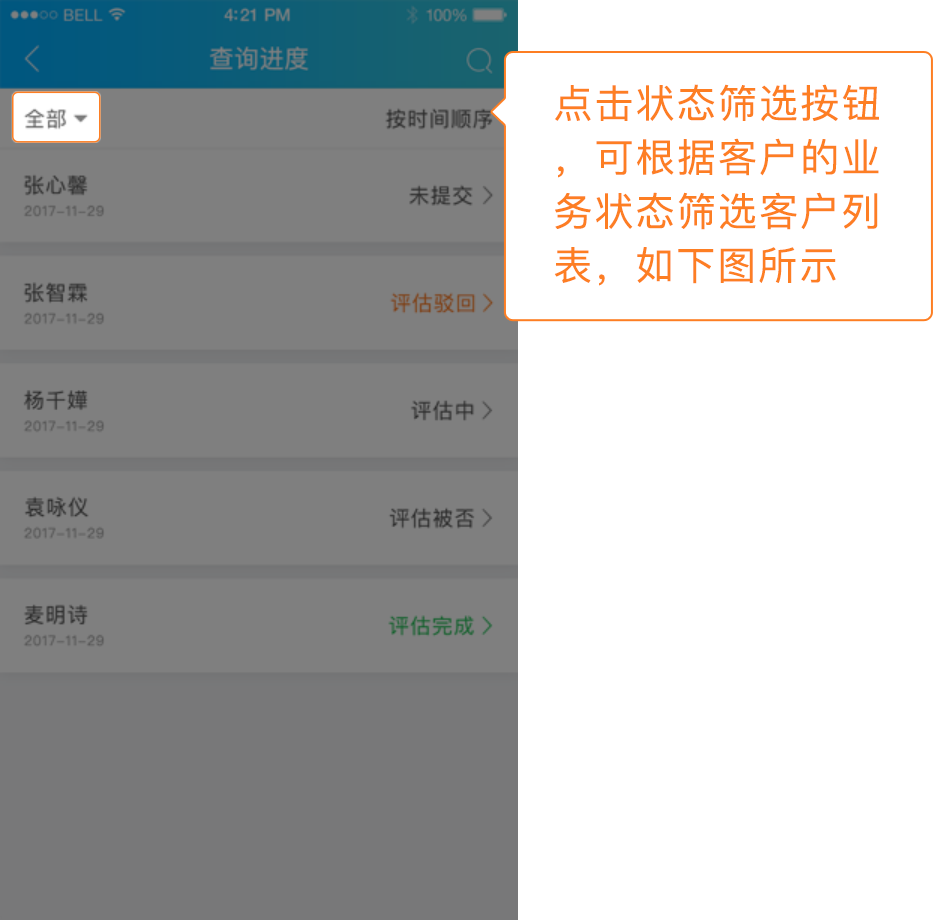 BELL 4:21 PM 100%
查询进度
全部 按时间顺序
张心馨 未提交
2017-11-29
张智霖 评估驳回
2017-11-29
杨千嬅 评估中
2017-11-29
袁咏仪 评估被否
2017-11-29
麦明诗 评估完成
2017-11-29
点击状态筛选按钮
，可根据客户的业
务状态筛选客户列
表，如下图所示